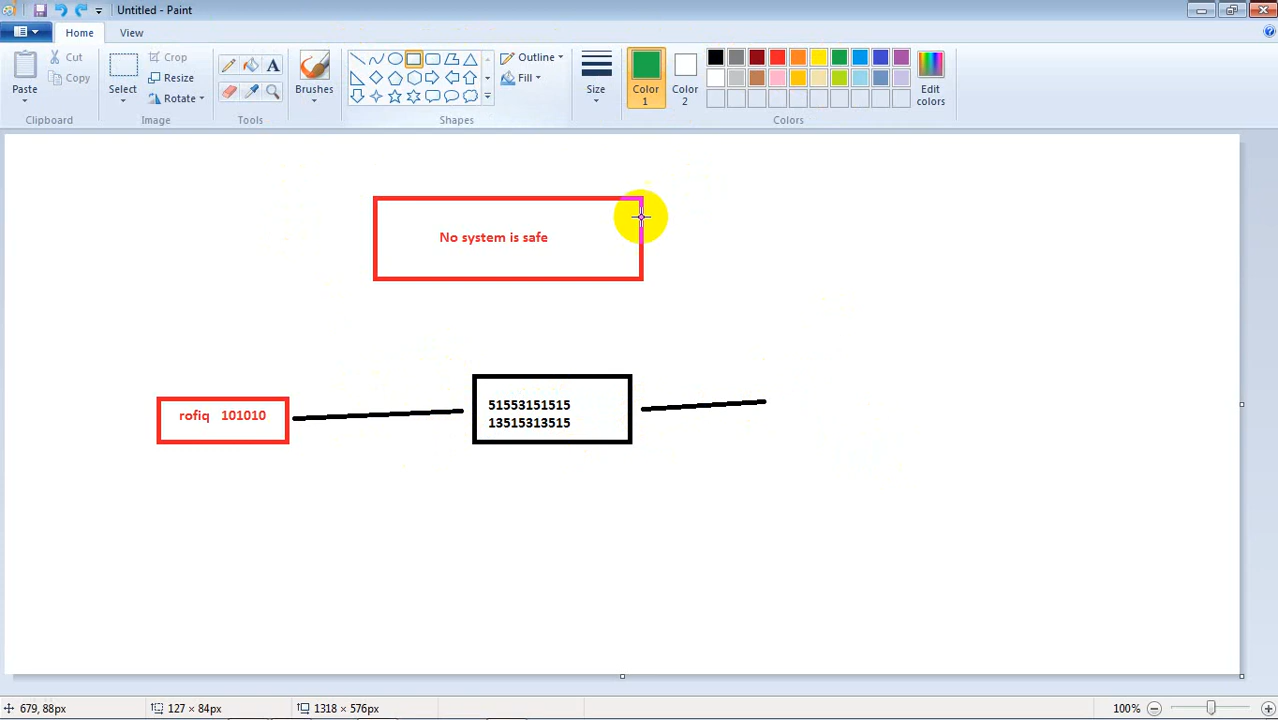 Untitled - Paint
Home
View
Paste
Cut
Copy
Clipboard
Select
Crop
Resize
Rotate
Image
Tools
Brushes
Outline
Fill
Shapes
Size
Color
1
Color
2
Edit
colors
Colors
No system is safe
rofiq 101010
51553151515
13515313515
679, 88px
127 × 84px
1318 × 576px
100%